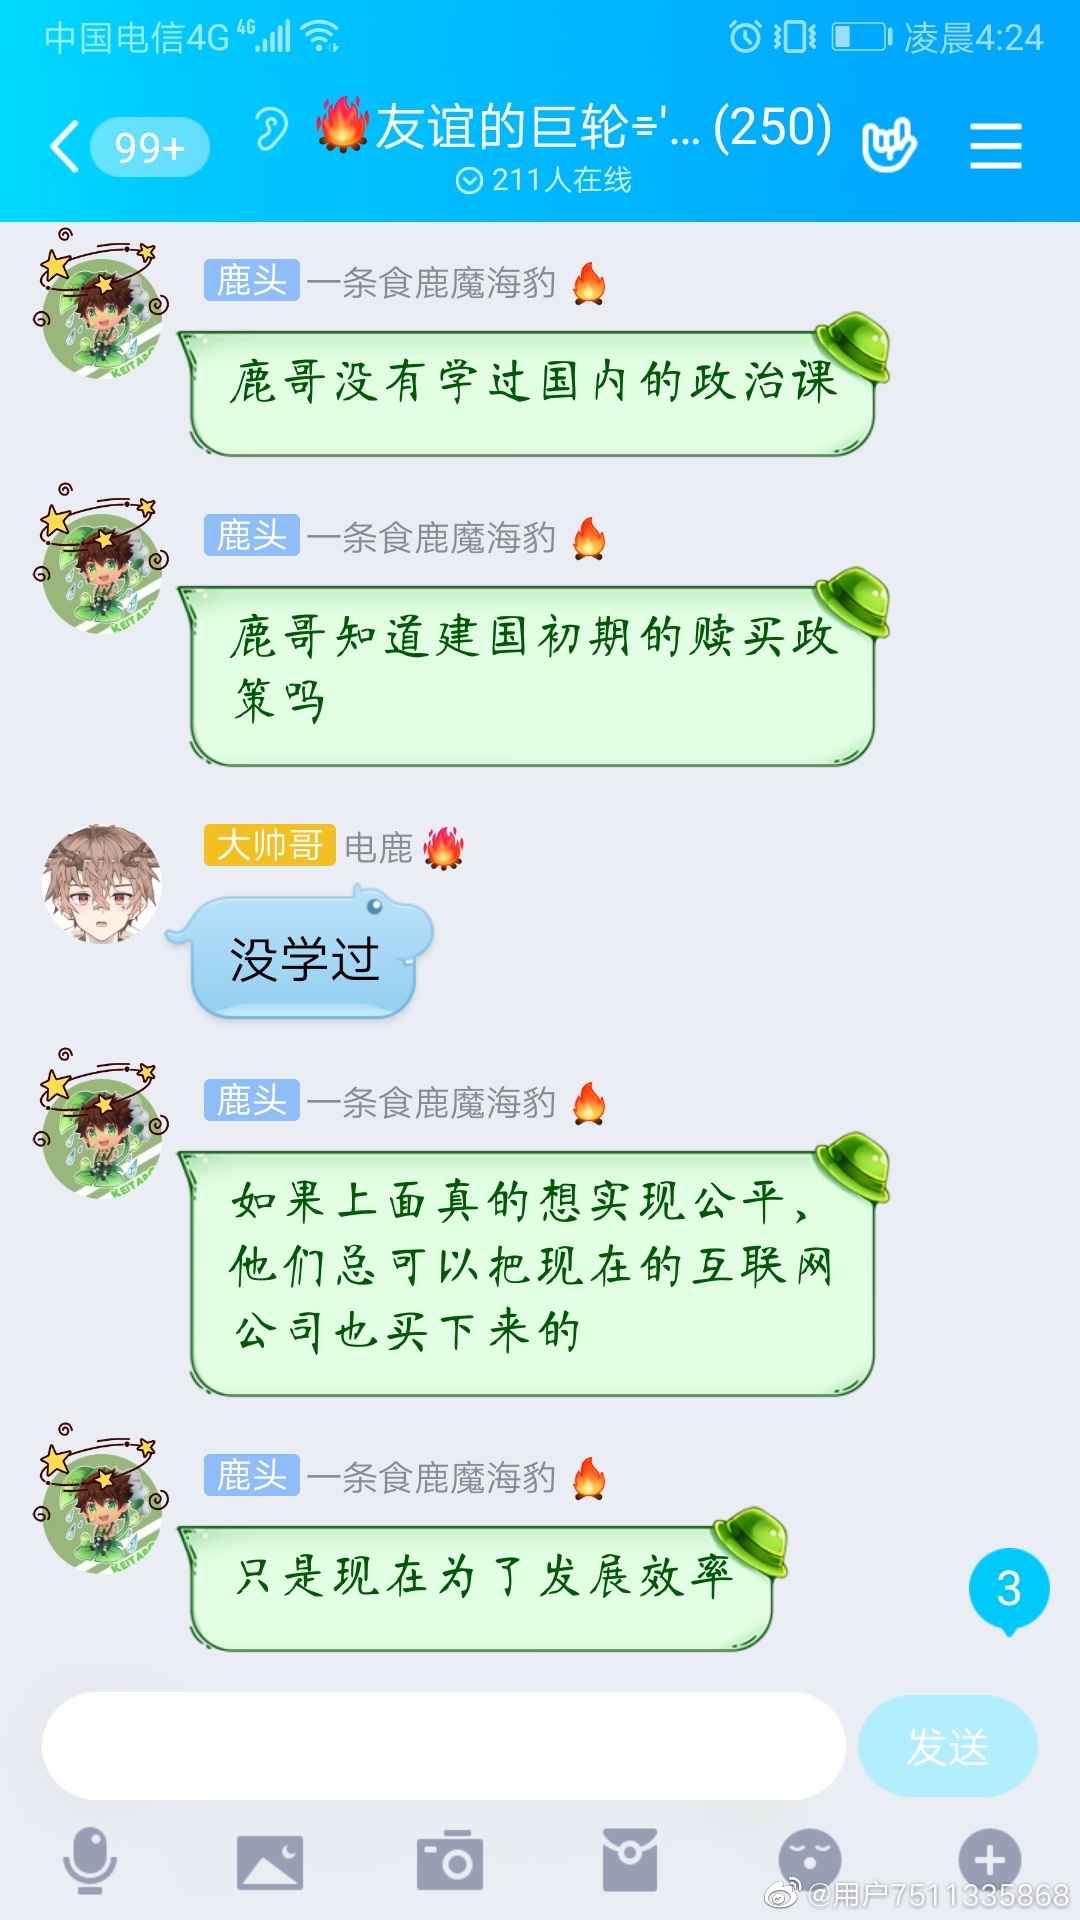 中国电信4G 4G 凌晨4:24
99+ 友谊的巨轮='... (250)
211人在线
鹿头 一条食鹿魔海豹
鹿哥没有学过国内的政治课
鹿头 一条食鹿魔海豹
鹿哥知道建国初期的赎买政
策吗
大帅哥 电鹿
没学过
鹿头 一条食鹿魔海豹
如果上面真的想实现公平、
他们总可以把现在的互联网
公司也买下来的
鹿头 一条食鹿魔海豹
只是现在为了发展效率
3
发送
@用户7511335868